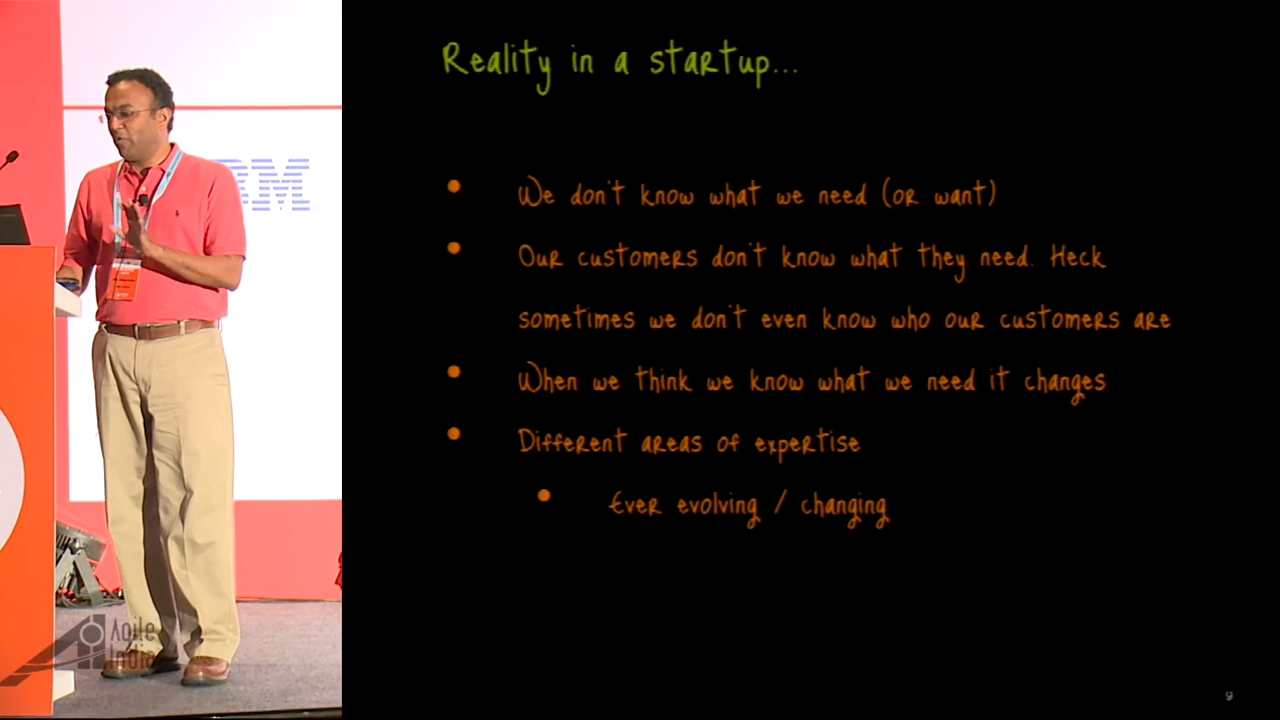 Reality in a startup...
• We don't know what we need (or want)
• Our customers don't know what they need. Heck
sometimes we don't even know who our customers are
• When we think we know what we need it changes
• Different areas of expertise
• Ever evolving / changing
Agile
India
9